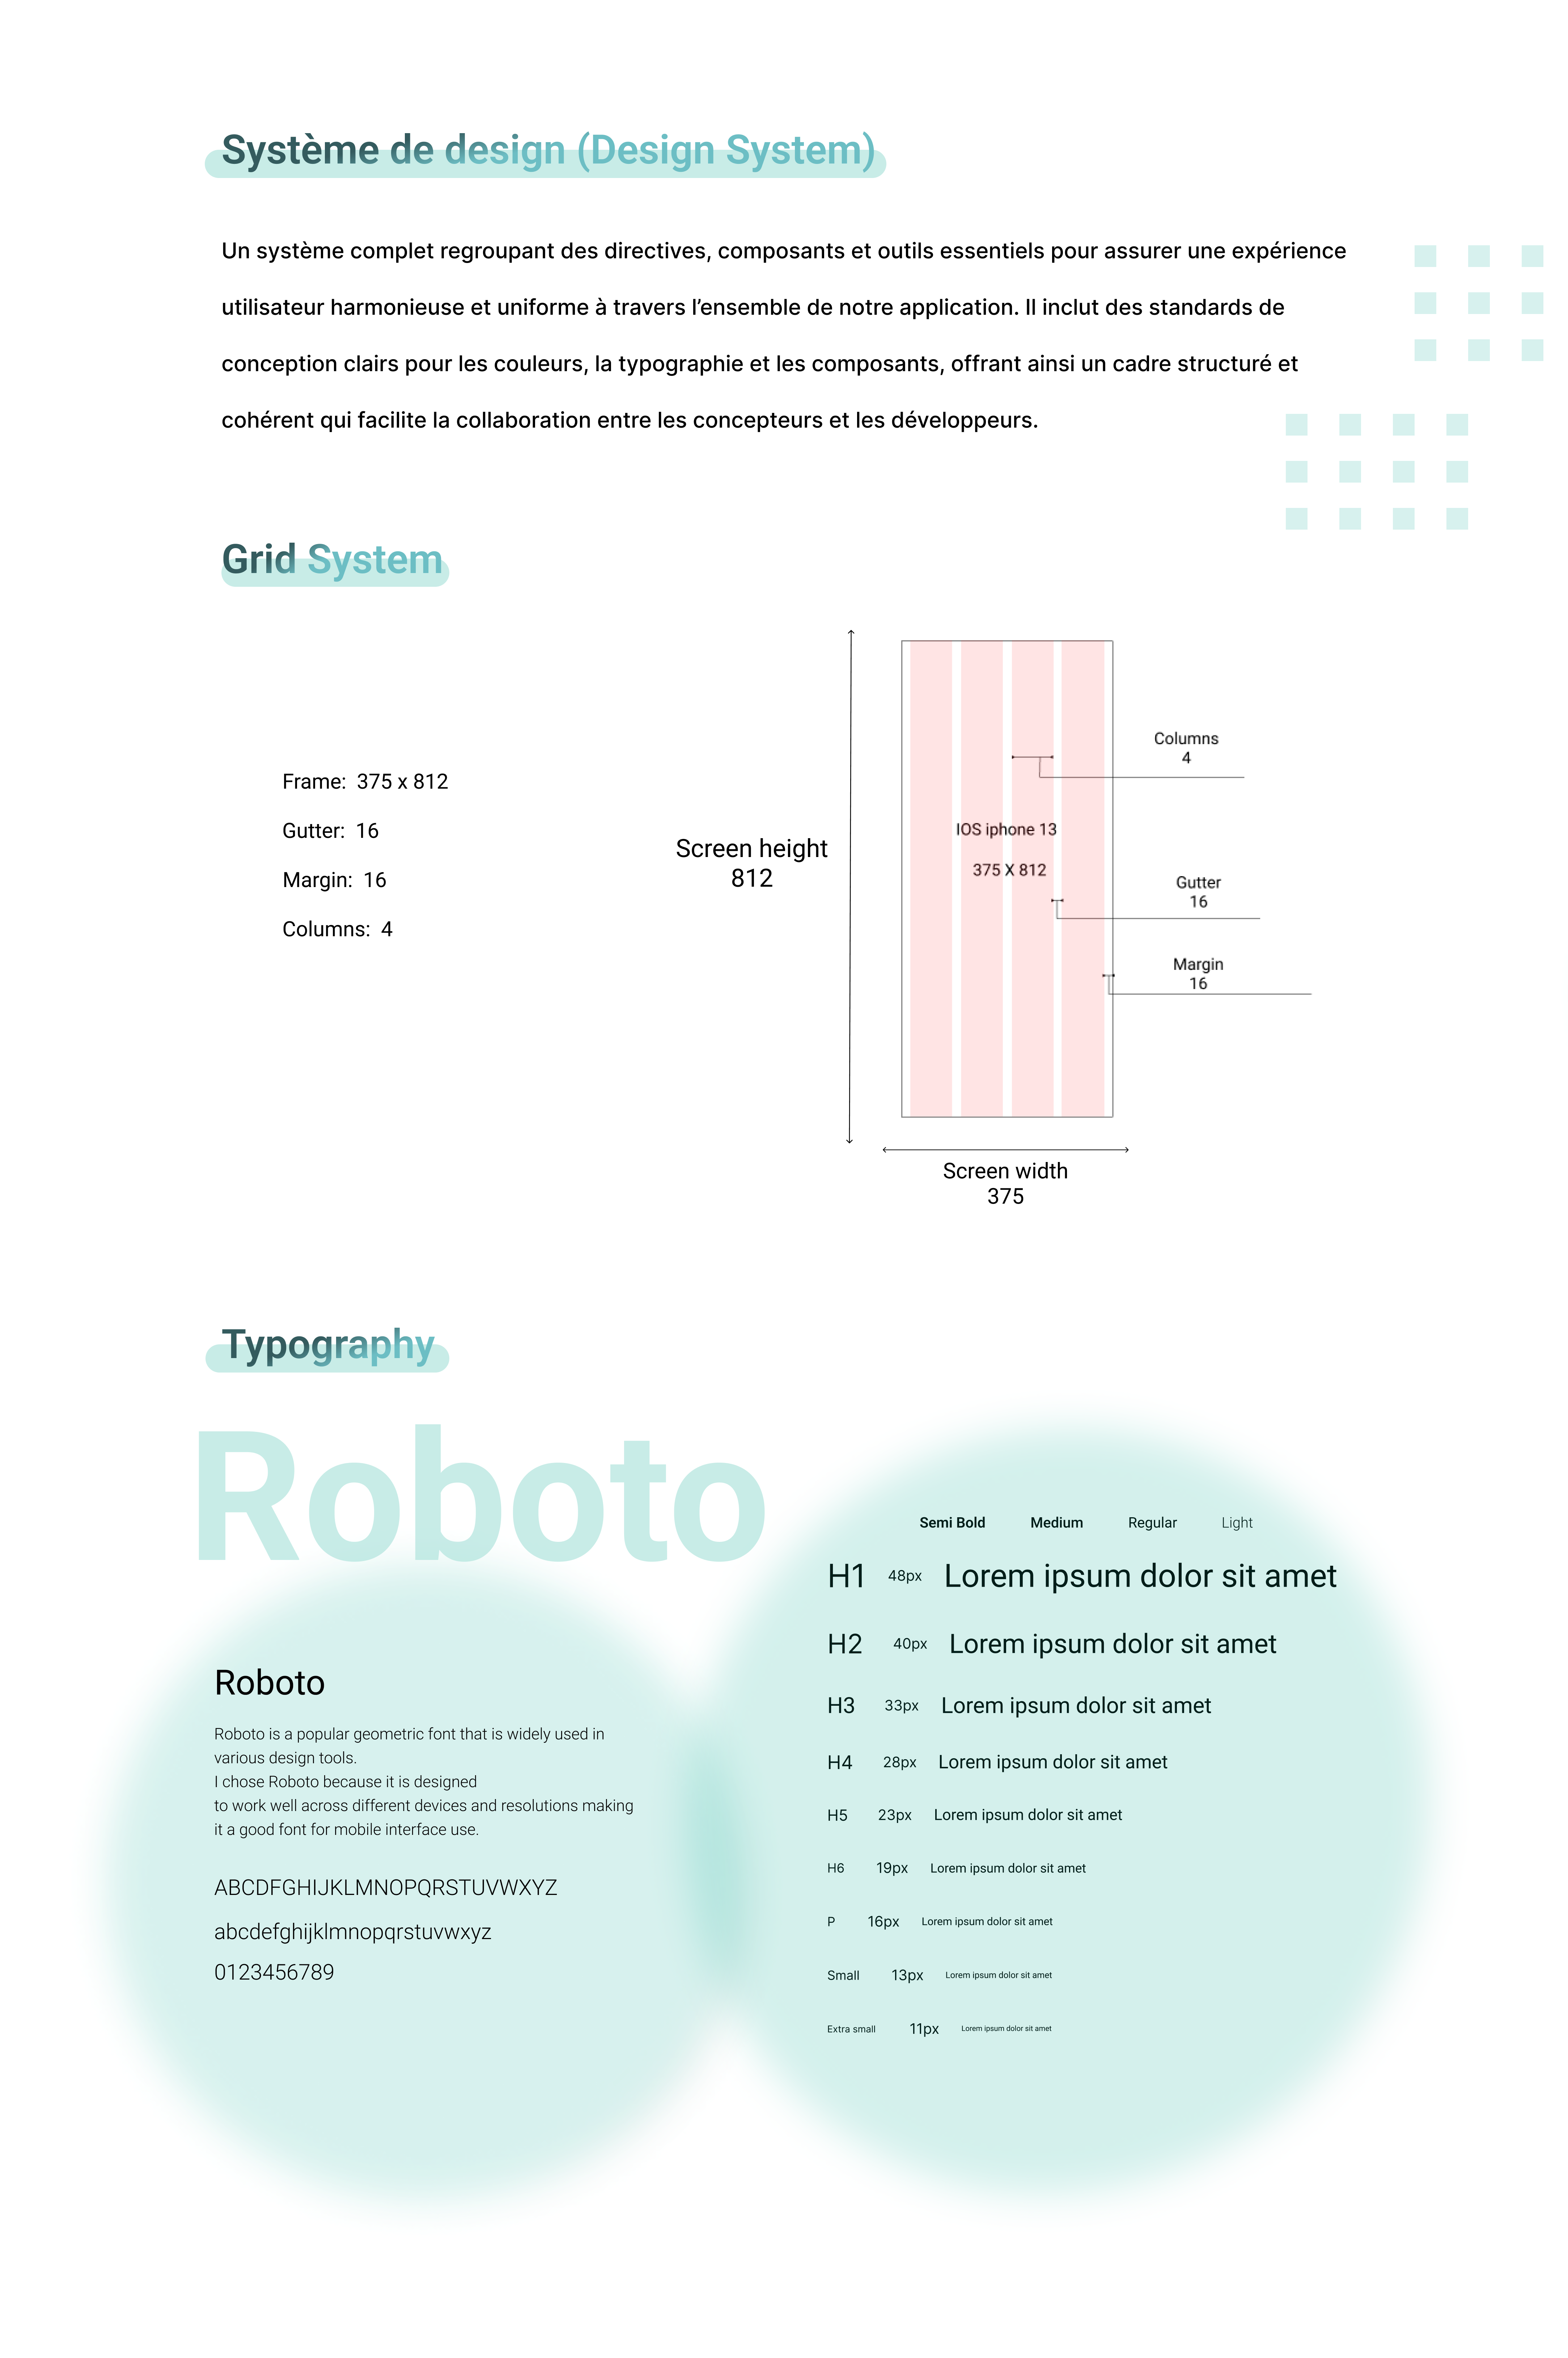 Système de design (Design System)
Un système complet regroupant des directives, composants et outils essentiels pour assurer une expérience
utilisateur harmonieuse et uniforme à travers l’ensemble de notre application. Il inclut des standards de
conception clairs pour les couleurs, la typographie et les composants, offrant ainsi un cadre structuré et
cohérent qui facilite la collaboration entre les concepteurs et les développeurs.
Grid System
Frame: 375 x 812
Gutter: 16
Margin: 16
Columns: 4
Screen height
812
IOS iphone 13
375 X 812
Columns
4
Gutter
16
Margin
16
Screen width
375
Typography
Roboto
Roboto
Roboto is a popular geometric font that is widely used in
various design tools.
I chose Roboto because it is designed
to work well across different devices and resolutions making
it a good font for mobile interface use.
ABCDFGHIJKLMNOPQRSTUVWXYZ
abcdefghijklmnopqrstuvwxyz
0123456789
Semi Bold Medium Regular Light
H1 48px Lorem ipsum dolor sit amet
H2 40px Lorem ipsum dolor sit amet
H3 33px Lorem ipsum dolor sit amet
H4 28px Lorem ipsum dolor sit amet
H5 23px Lorem ipsum dolor sit amet
H6 19px Lorem ipsum dolor sit amet
P 16px Lorem ipsum dolor sit amet
Small 13px Lorem ipsum dolor sit amet
Extra small 11px Lorem ipsum dolor sit amet